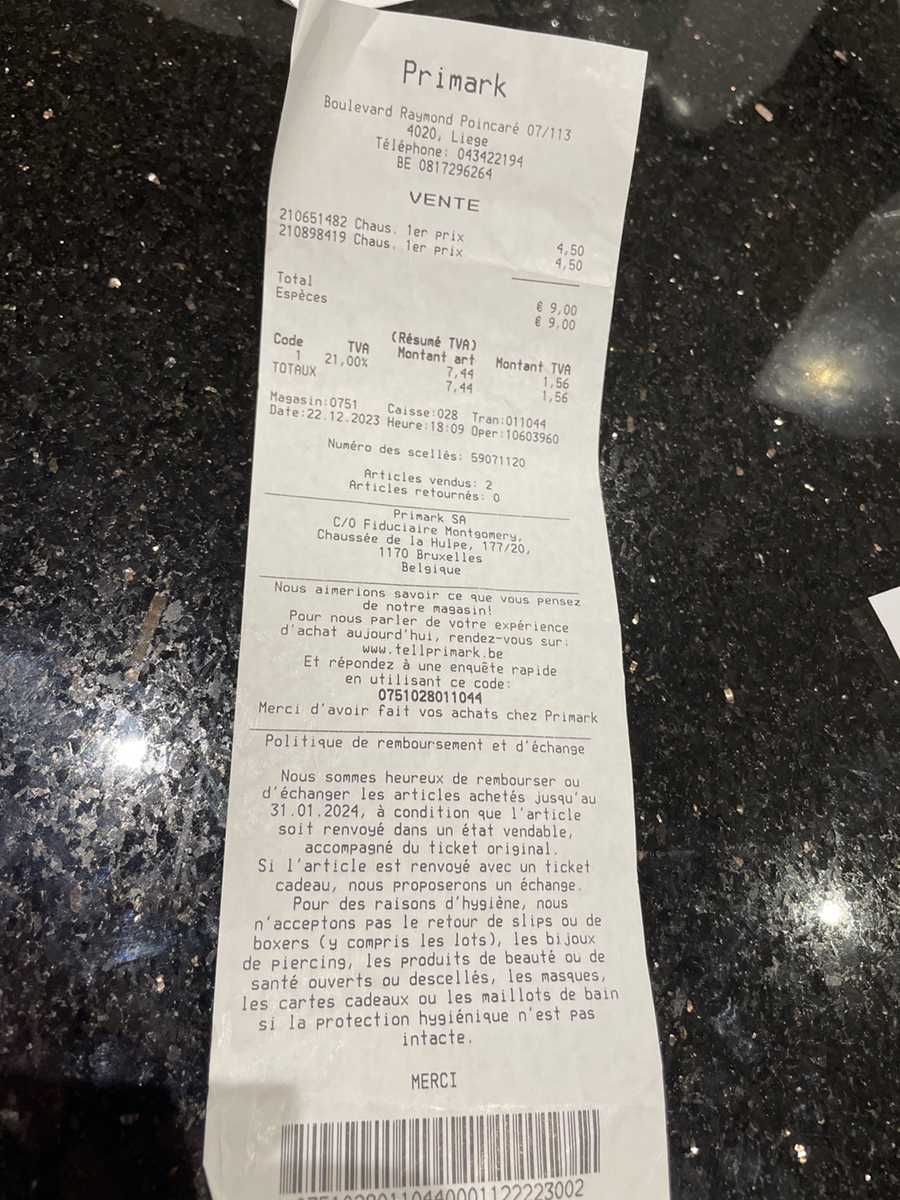 Primark
Boulevard Raymond Poincaré 07/113
4020, Liege
Téléphone: 043422194
BE 0817296264
VENTE
210651482 Chaus. 1er prix 4,50
210898419 Chaus. 1er prix 4,50
Total € 9,00
Espèces € 9,00
(Résumé TVA)
Code TVA Montant art Montant TVA
1 21,00% 7,44 1,56
TOTAUX 7,44 1,56
Magasin:0751 Caisse:028 Tran:011044
Date:22.12.2023 Heure:18:09 Oper:10603960
Numéro des scellés: 59071120
Articles vendus: 2
Articles retournés: 0
Primark SA
C/O Fiduciaire Montgomery,
Chaussée de la Hulpe, 177/20,
1170 Bruxelles
Belgique
Nous aimerions savoir ce que vous pensez
de notre magasin!
Pour nous parler de votre expérience
d'achat aujourd'hui, rendez-vous sur:
www.tellprimark.be
Et répondez à une enquête rapide
en utilisant ce code:
0751028011044
Merci d'avoir fait vos achats chez Primark
Politique de remboursement et d'échange
Nous sommes heureux de rembourser ou
d'échanger les articles achetés jusqu'au
31.01.2024, à condition que l'article
soit renvoyé dans un état vendable,
accompagné du ticket original.
Si l'article est renvoyé avec un ticket
cadeau, nous proposerons un échange.
Pour des raisons d'hygiène, nous
n'acceptons pas le retour de slips ou de
boxers (y compris les lots), les bijoux
de piercing, les produits de beauté ou de
santé ouverts ou descellés, les masques,
les cartes cadeaux ou les maillots de bain
si la protection hygiénique n'est pas
intacte.
MERCI